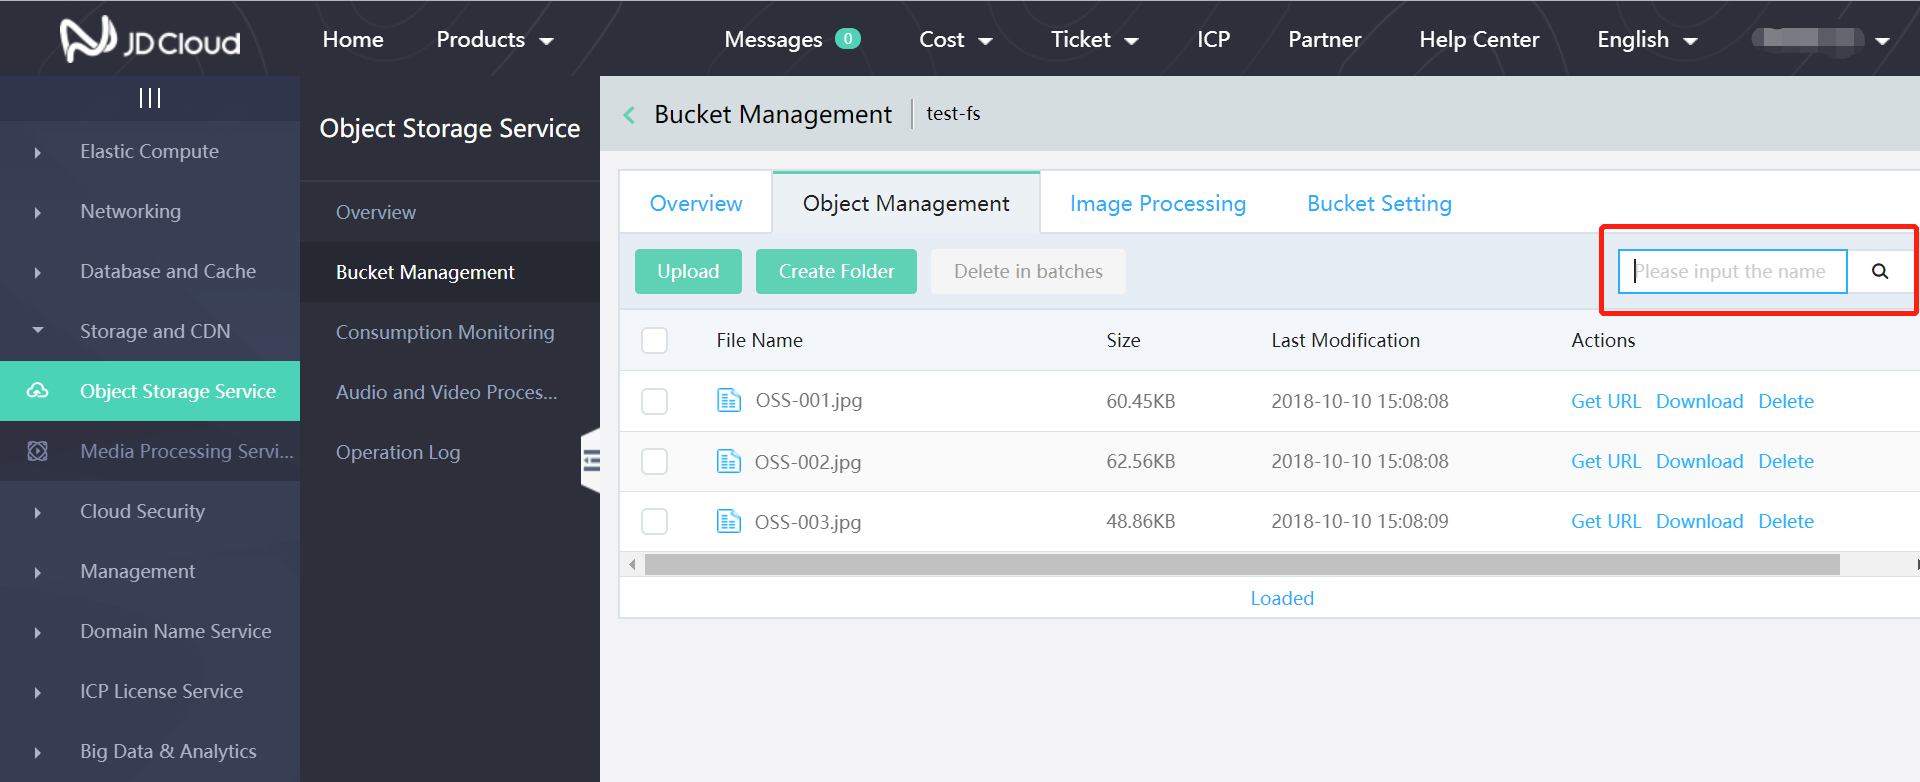 JD Cloud Home Products Messages 0 Cost Ticket ICP Partner Help Center English
Elastic Compute
Networking
Database and Cache
Storage and CDN
Object Storage Service
Media Processing Servi...
Cloud Security
Management
Domain Name Service
ICP License Service
Big Data & Analytics
Object Storage Service
Overview
Bucket Management
Consumption Monitoring
Audio and Video Proces...
Operation Log
Bucket Management test-fs
Overview Object Management Image Processing Bucket Setting
Upload Create Folder Delete in batches Please input the name
File Name Size Last Modification Actions
OSS-001.jpg 60.45KB 2018-10-10 15:08:08 Get URL Download Delete
OSS-002.jpg 62.56KB 2018-10-10 15:08:08 Get URL Download Delete
OSS-003.jpg 48.86KB 2018-10-10 15:08:09 Get URL Download Delete
Loaded